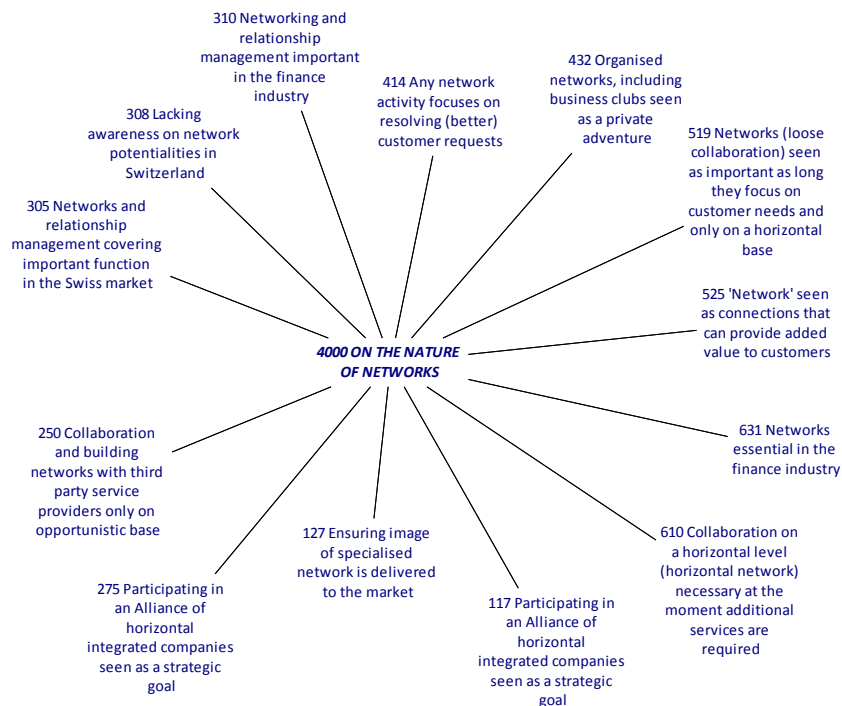 310 Networking and
relationship
management important
in the finance
industry
414 Any network
activity focuses on
resolving (better)
customer requests
432 Organised
networks, including
business clubs seen
as a private
adventure
308 Lacking
awareness on network
potentialities in
Switzerland
519 Networks (loose
collaboration) seen
as important as long
they focus on
customer needs and
only on a horizontal
base
305 Networks and
relationship
management covering
important function
in the Swiss market
525 'Network' seen
as connections that
can provide added
value to customers
4000 ON THE NATURE
OF NETWORKS
250 Collaboration
and building
networks with third
party service
providers only on
opportunistic base
631 Networks
essential in the
finance industry
127 Ensuring image
of specialised
network is delivered
to the market
610 Collaboration on
a horizontal level
(horizontal network)
necessary at the
moment additional
services are
required
275 Participating in
an Alliance of
horizontal
integrated companies
seen as a strategic
goal
117 Participating in
an Alliance of
horizontal
integrated companies
seen as a strategic
goal